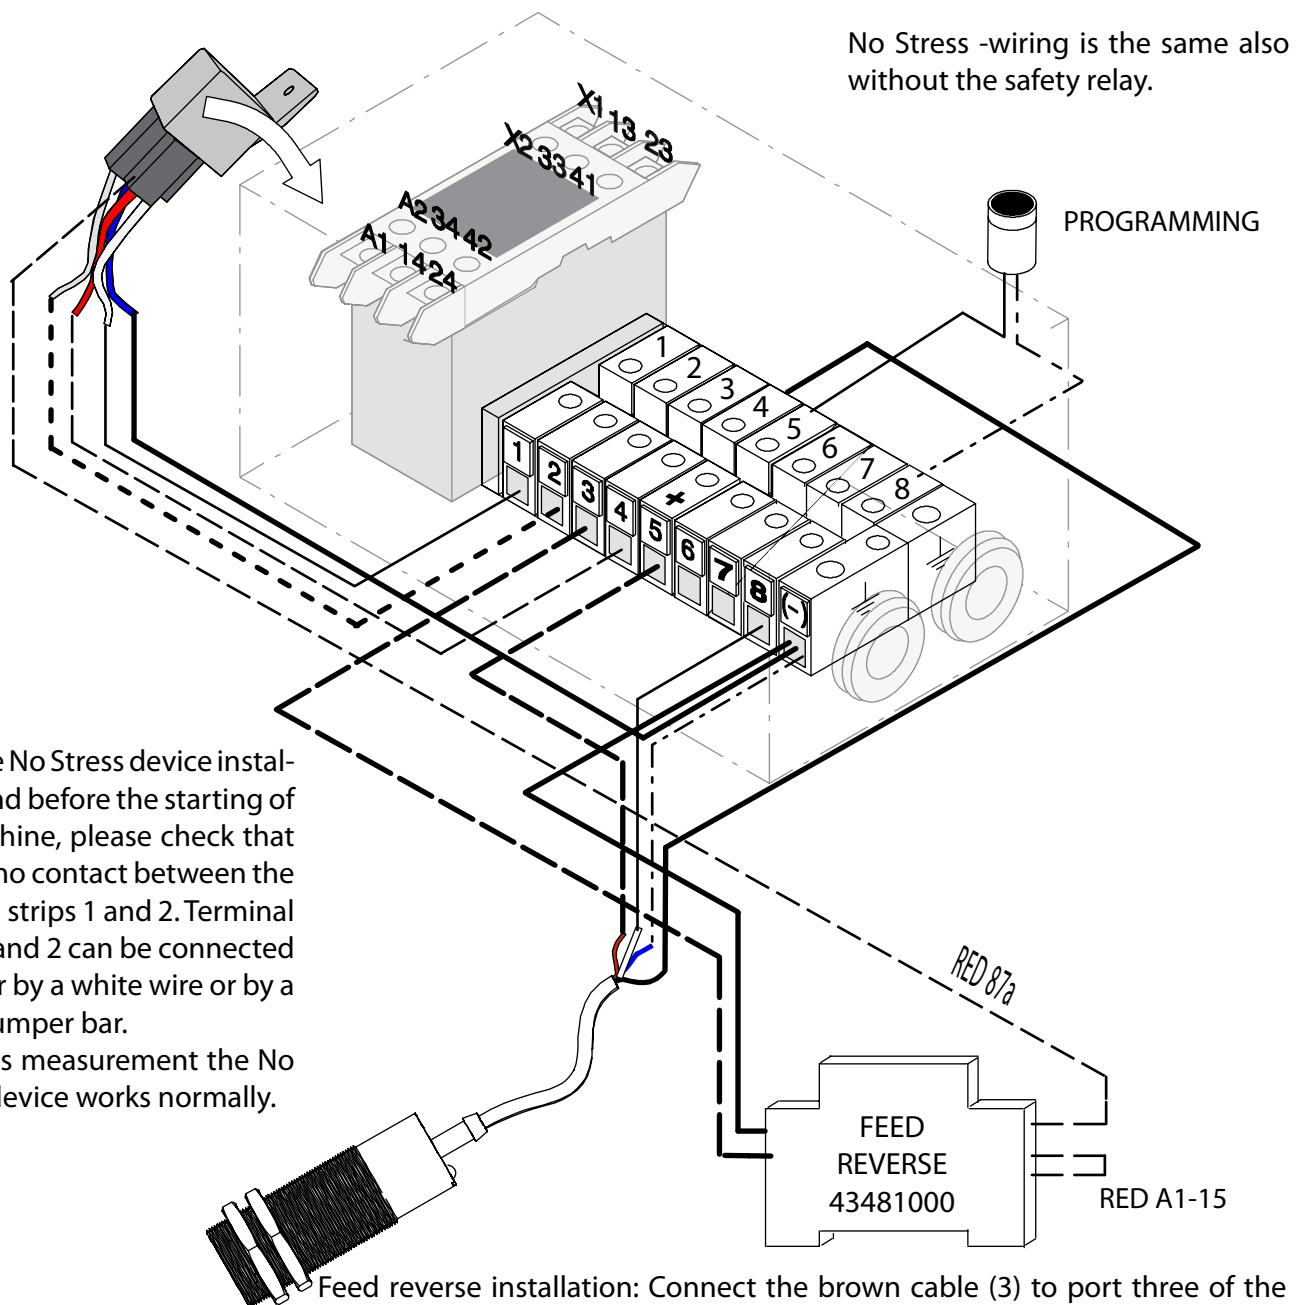 No Stress -wiring is the same also
without the safety relay.
X1 13 23
X2 33 41
A2 34 42
A1 14 24
PROGRAMMING
1
2
3
4
5
6
7
8
1
2
3
4
+
5
6
7
8
(-)
e No Stress device instal-
nd before the starting of
chine, please check that
no contact between the
strips 1 and 2. Terminal
and 2 can be connected
r by a white wire or by a
umper bar.
s measurement the No
device works normally.
RED 87a
FEED
REVERSE
43481000
RED A1-15
Feed reverse installation: Connect the brown cable (3) to port three of the